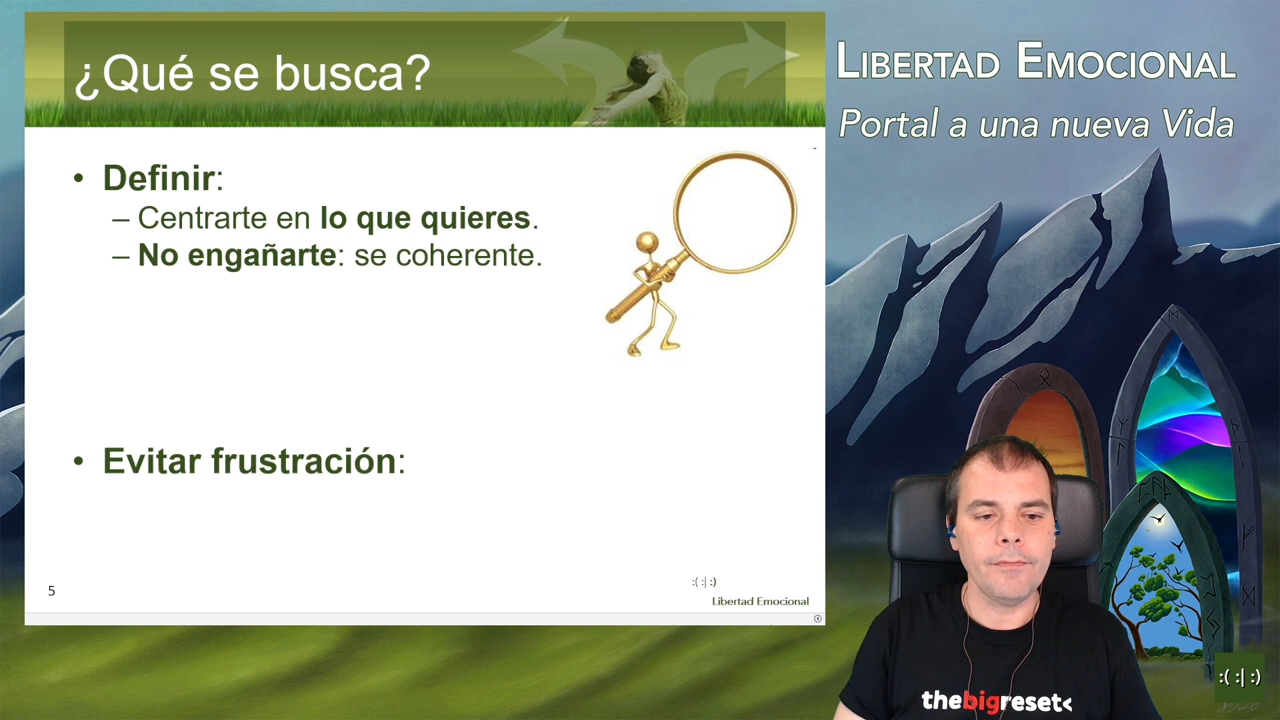 ¿Qué se busca?
• Definir:
– Centrarte en lo que quieres.
– No engañarte: se coherente.
• Evitar frustración:
5
:( :| :)
Libertad Emocional
LIBERTAD EMOCIONAL
Portal a una nueva Vida
thebigreset<
:( :| :)